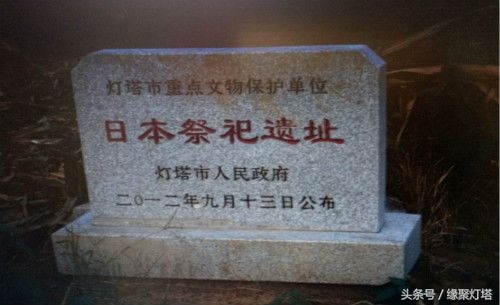 灯塔市重点文物保护单位
日本祭祀遗址
灯塔市人民政府
二〇一二年九月十三日公布
头条号／缘聚灯塔